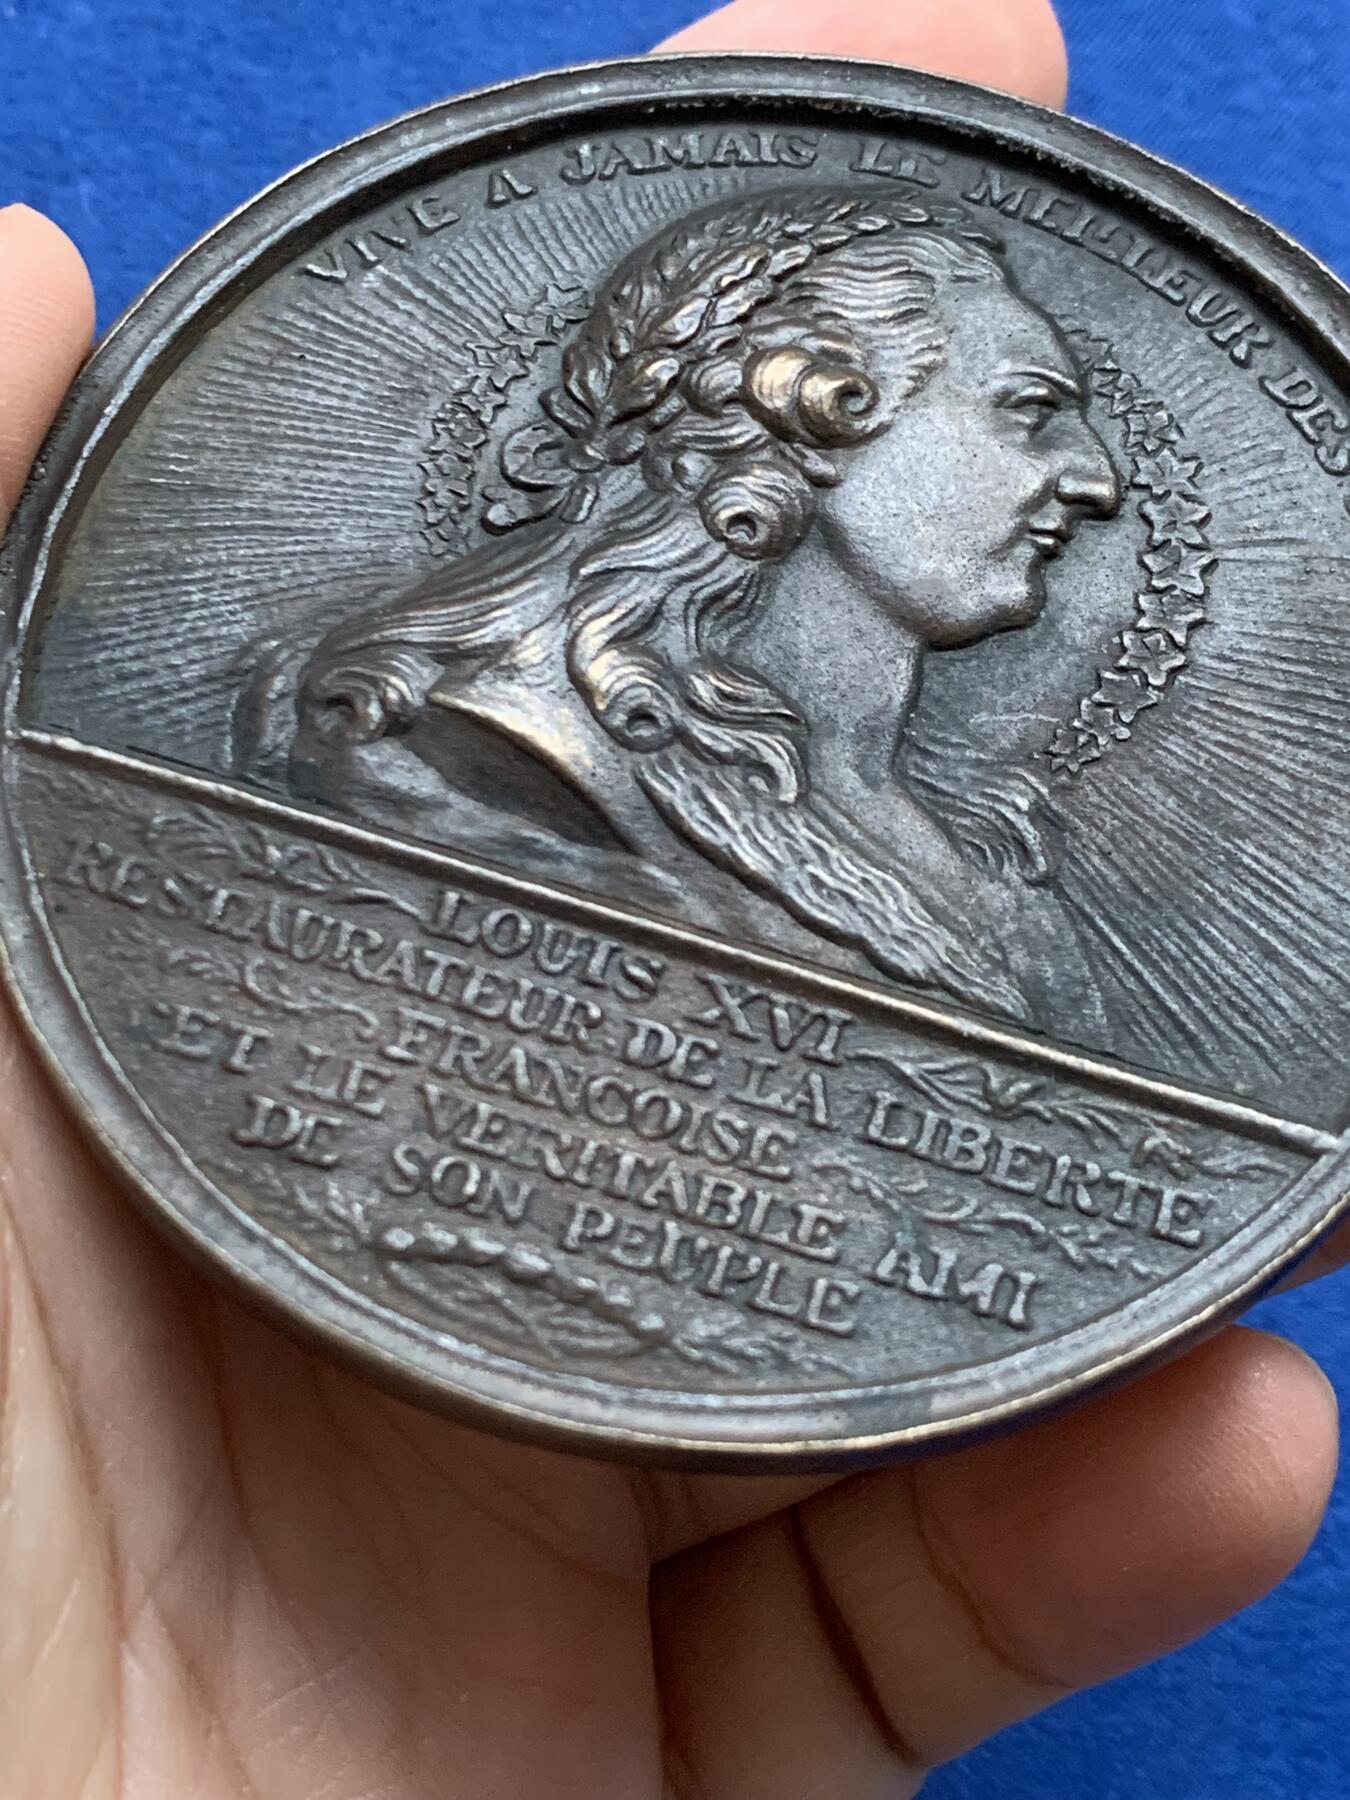 VIVE A JAMAIS LE MEILLEUR DES
LOUIS XVI
RESTAURATEUR DE LA LIBERTE
FRANCOISE
ET LE VERITABLE AMI
DE SON PEUPLE